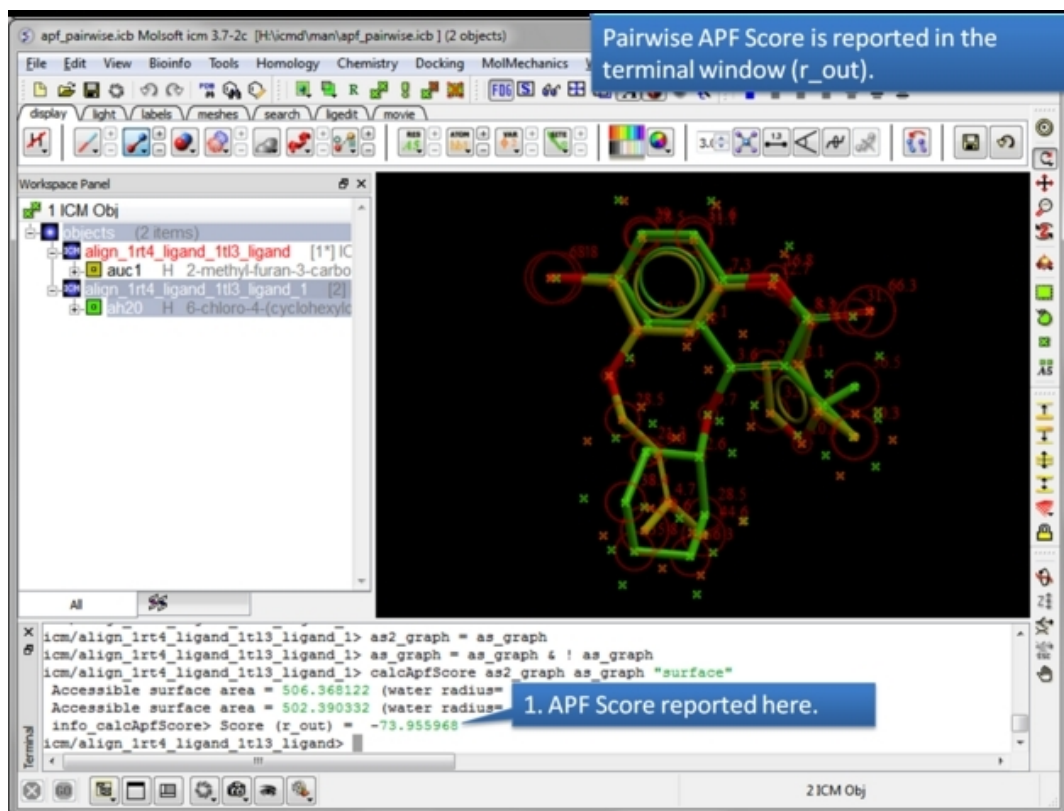 apf_pairwise.icb Molsoft icm 3.7-2c [H:\icmd\man\apf_pairwise.icb ] (2 objects)
Pairwise APF Score is reported in the
terminal window (r_out).
File Edit View Bioinfo Tools Homology Chemistry Docking MolMechanics
FOG S
display light labels meshes search ligedit movie
Workspace Panel
1 ICM Obj
objects (2 items)
align_1rt4_ligand_1tl3_ligand [1*] IC
auc1 H 2-methyl-furan-3-carbo
align_1rt4_ligand_1tl3_ligand_1 [2]
ah20 H 6-chloro-4-(cyclohexylo
All
icm/align_1rt4_ligand_1tl3_ligand_1> as2_graph = as_graph
icm/align_1rt4_ligand_1tl3_ligand_1> as_graph = as_graph & ! as_graph
icm/align_1rt4_ligand_1tl3_ligand_1> calcApfScore as2_graph as_graph "surface"
Accessible surface area = 506.368122 (water radius=
Accessible surface area = 502.390332 (water radius=
info_calcApfScore> Score (r_out) = -73.955968
icm/align_1rt4_ligand_1tl3_ligand>
1. APF Score reported here.
Terminal
2 ICM Obj